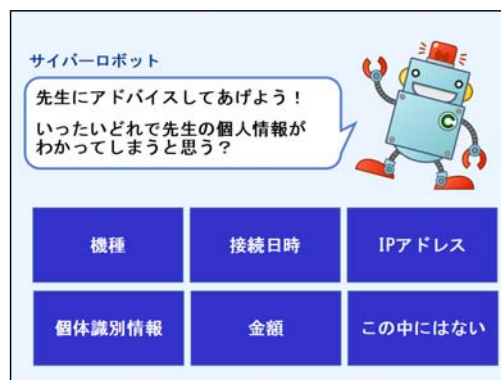 サイバーロボット
先生にアドバイスしてあげよう！
いったいどれで先生の個人情報が
わかってしまうと思う？
C
機種
接続日時
IPアドレス
個体識別情報
金額
この中にはない